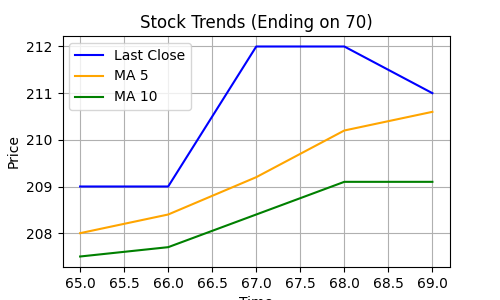 Stock Trends (Ending on 70)
Last Close
MA 5
MA 10
Price
212
211
210
209
208
65.0 65.5 66.0 66.5 67.0 67.5 68.0 68.5 69.0
Time